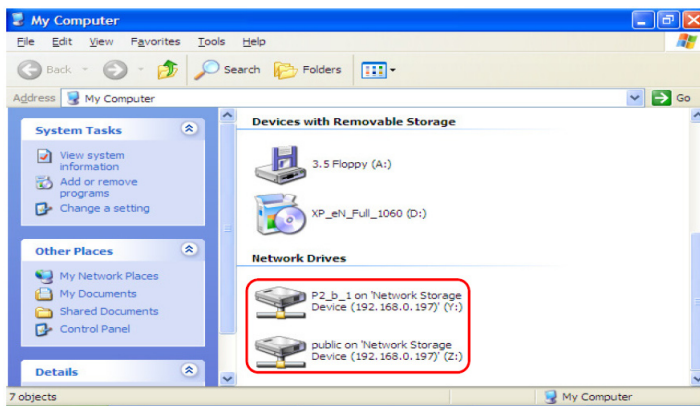 My Computer
File Edit View Favorites Tools Help
Back Search Folders
Address My Computer Go
System Tasks
View system
information
Add or remove
programs
Change a setting
Other Places
My Network Places
My Documents
Shared Documents
Control Panel
Details
Devices with Removable Storage
3.5 Floppy (A:)
XP_eN_Full_1060 (D:)
Network Drives
P2_b_1 on 'Network Storage
Device (192.168.0.197)' (Y:)
public on 'Network Storage
Device (192.168.0.197)' (Z:)
7 objects My Computer